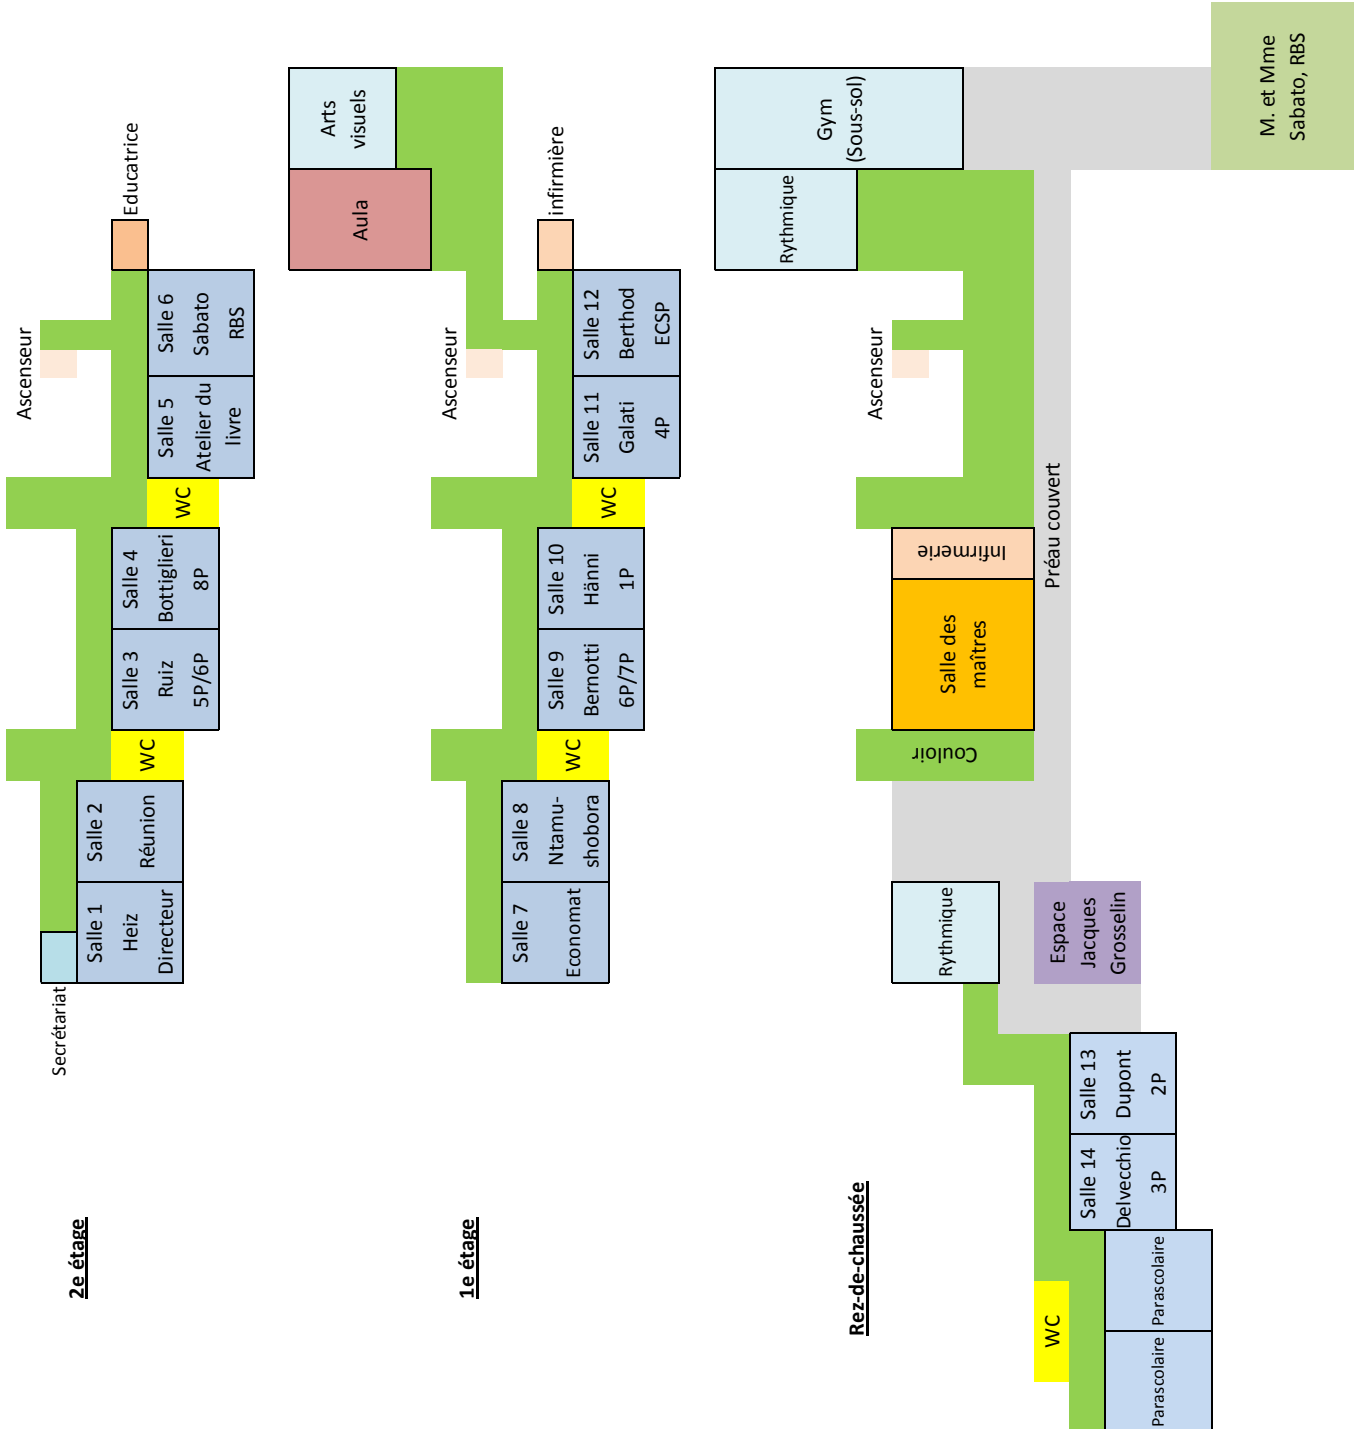 2e étage
Secrétariat
Salle 1
Heiz
Directeur
Salle 2
Réunion
WC
Salle 3
Ruiz
5P/6P
Salle 4
Bottiglieri
8P
WC
Salle 5
Atelier du
livre
Salle 6
Sabato
RBS
Ascenseur
Educatrice
1e étage
Salle 7
Economat
Salle 8
Ntamu-
shobora
WC
Salle 9
Bernotti
6P/7P
Salle 10
Hänni
1P
WC
Salle 11
Galati
4P
Salle 12
Berthod
ECSP
Ascenseur
infirmière
Aula
Arts
visuels
Rez-de-chaussée
Parascolaire
Parascolaire
WC
Salle 14
Delvecchio
3P
Salle 13
Dupont
2P
Rythmique
Espace
Jacques
Grosselin
Couloir
Salle des
maîtres
Infirmerie
Préau couvert
Ascenseur
Rythmique
Gym
(Sous-sol)
M. et Mme
Sabato, RBS